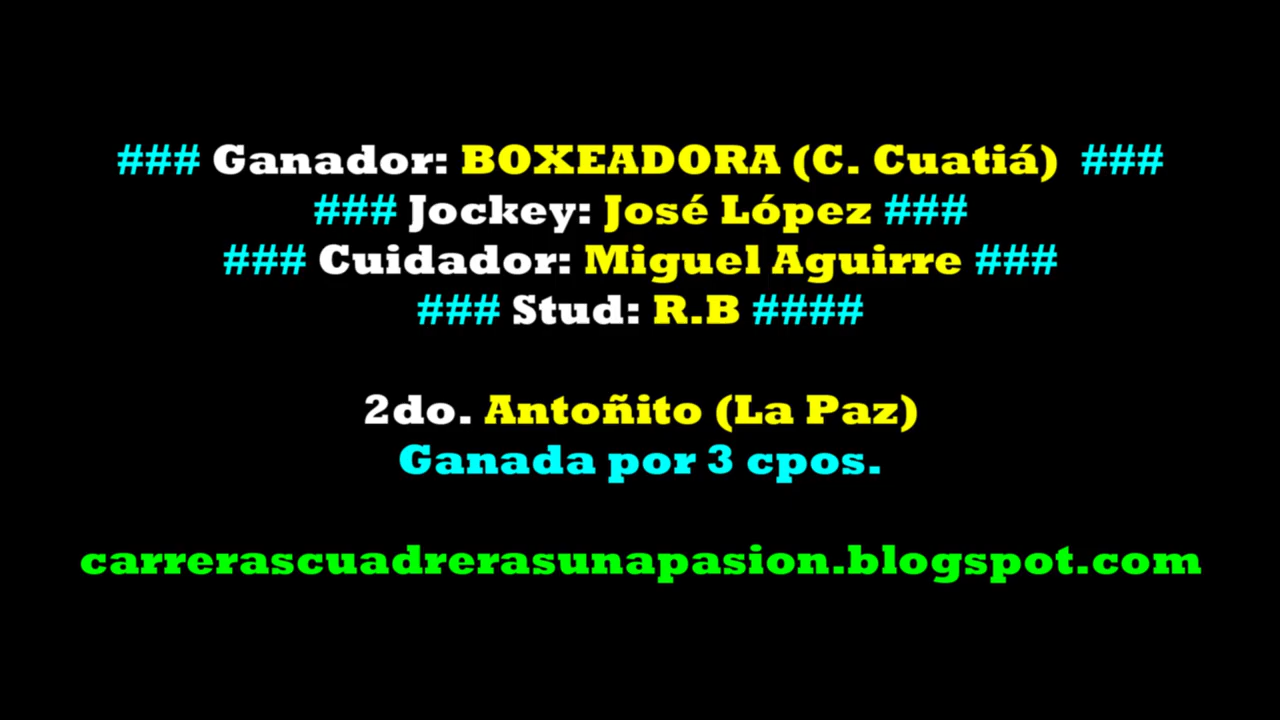 ### Ganador: BOXEADORA (C. Cuatiá) ###
### Jockey: José López ###
### Cuidador: Miguel Aguirre ###
### Stud: R.B ####
2do. Antoñito (La Paz)
Ganada por 3 cpos.
carrerascuadrerasunapasion.blogspot.com